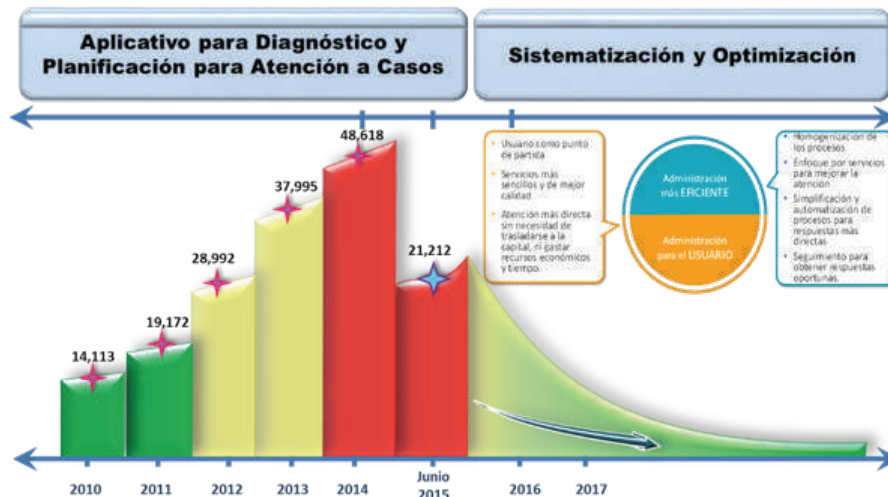 Aplicativo para Diagnóstico y
Planificación para Atención a Casos
Sistematización y Optimización
48,618
37,995
28,992
21,212
19,172
14,113
• Usuario como punto
de partida
• Servicios más
sencillos y de mejor
calidad
• Atención más directa
sin necesidad de
trasladarse a la
capital, ni gastar
recursos económicos
y tiempo.
Administración
más EFICIENTE
Administración
para el USUARIO
• Homogenización de
los procesos
• Enfoque por servicios
para mejorar la
atención
• Simplificación y
automatización de
procesos para
respuestas más
directas
• Seguimiento para
obtener respuestas
oportunas.
2010
2011
2012
2013
2014
Junio
2015
2016
2017